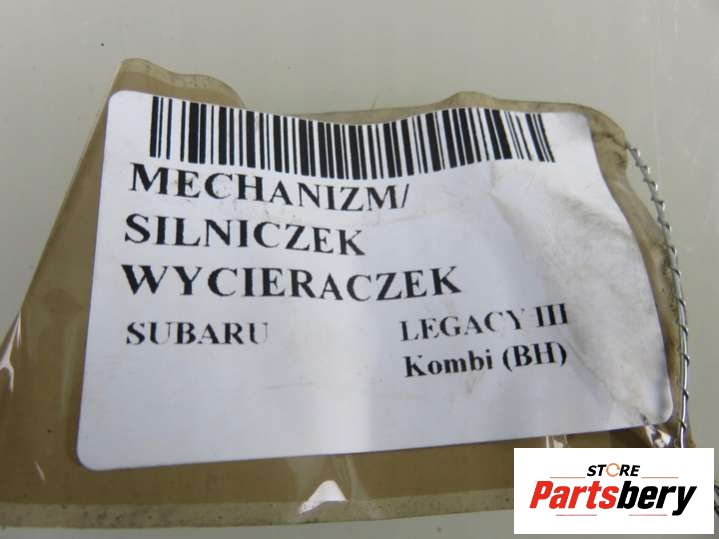 MECHANIZM/
SILNICZEK
WYCIERACZEK
SUBARU LEGACY III
Kombi (BH)
STORE
Partsbery